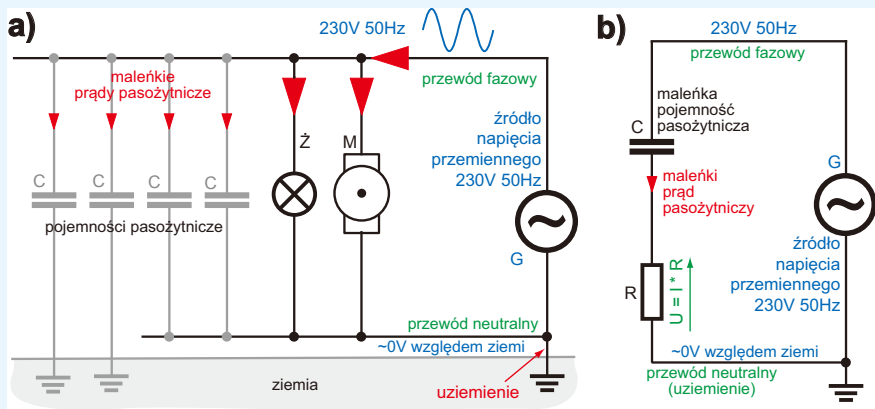 a)
230V 50Hz
przewód fazowy
maleńkie
prądy pasożytnicze
Ż
M
źródło
napięcia
przemiennego
230V 50Hz
C
C
C
C
pojemności pasożytnicze
G
przewód neutralny
~0V względem ziemi
ziemia
uziemienie
b)
230V 50Hz
przewód fazowy
maleńka
pojemność
pasożytnicza
C
maleńki
prąd
pasożytniczy
G
źródło
napięcia
przemiennego
230V 50Hz
R
U = I * R
~0V względem ziemi
przewód neutralny
(uziemienie)